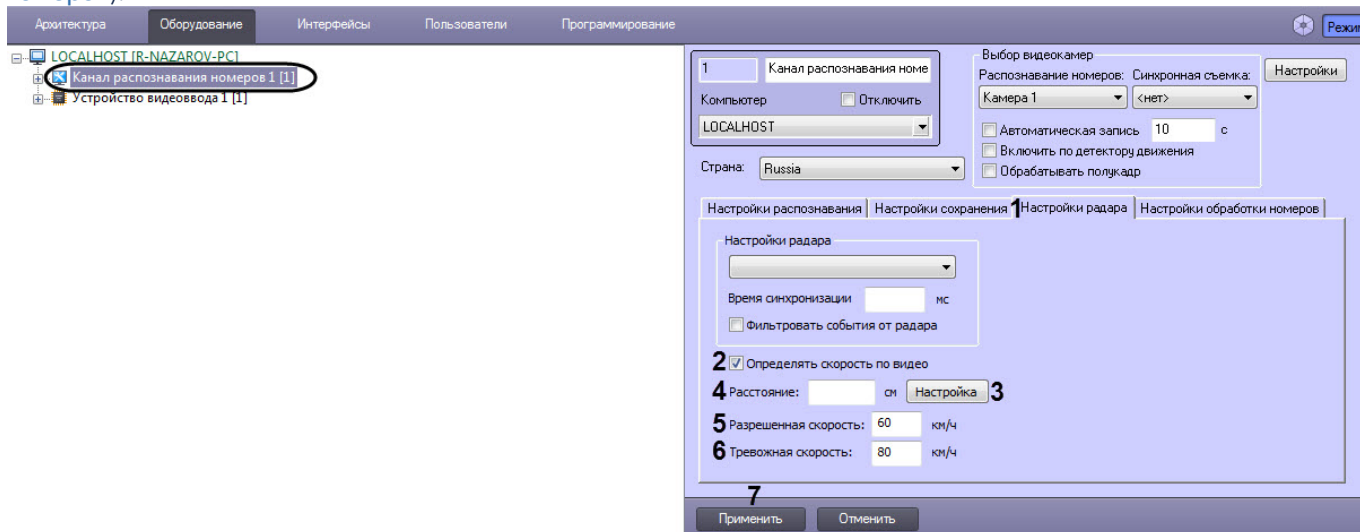 Архитектура Оборудование Интерфейсы Пользователи Программирование Режим
LOCALHOST [R-NAZAROV-PC]
Канал распознавания номеров 1 [1]
Устройство видеоввода 1 [1]
1 Канал распознавания номе
Компьютер Отключить
LOCALHOST
Страна: Russia
Выбор видеокамер
Распознавание номеров: Синхронная съемка:
Камера 1 <нет>
Автоматическая запись 10 с
Включить по детектору движения
Обрабатывать полукадр
Настройки
Настройки распознавания Настройки сохранения 1 Настройки радара Настройки обработки номеров
Настройки радара
Время синхронизации мс
Фильтровать события от радара
2 Определять скорость по видео
4 Расстояние: см Настройка 3
5 Разрешенная скорость: 60 км/ч
6 Тревожная скорость: 80 км/ч
7
Применить Отменить